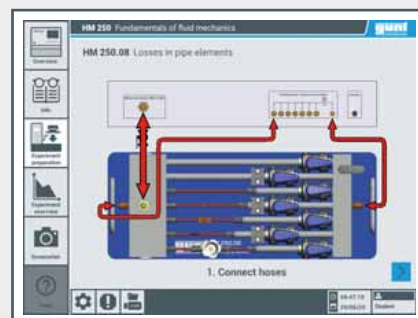 HM 250 Fundamentals of fluid mechanics
gunt
HM 250.08 Losses in pipe elements
Overview
Info
Experiment
preparation
Experiment
overview
Screenshot
1. Connect hoses
Student